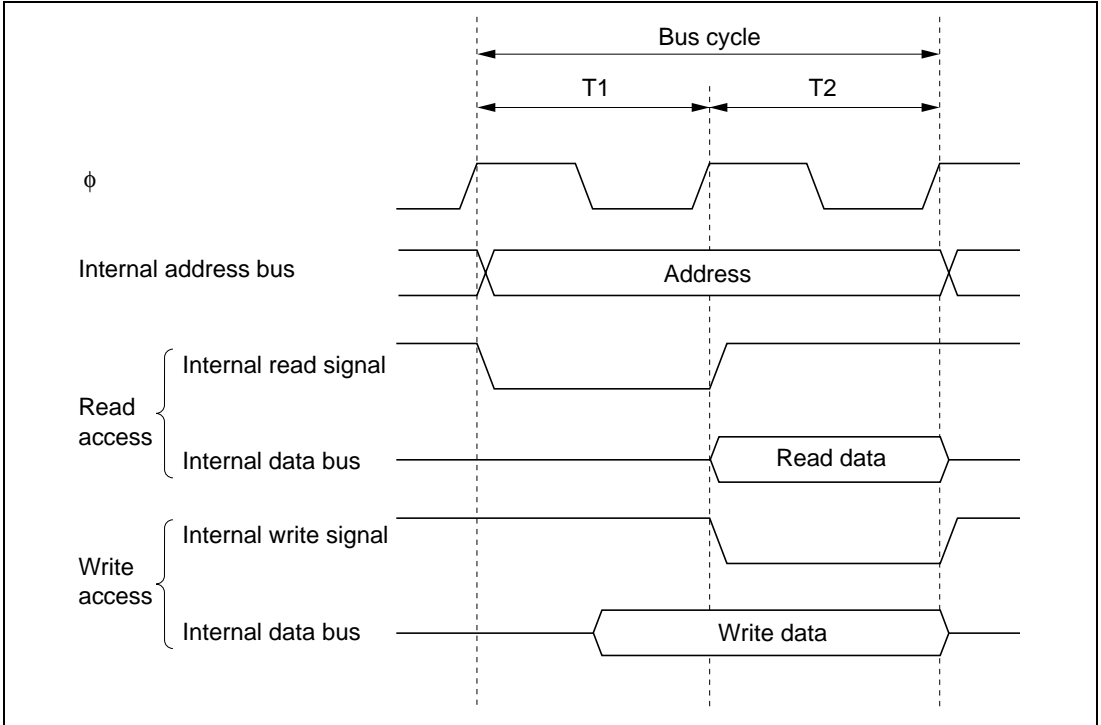 Bus cycle
T1
T2
ϕ
Internal address bus
Address
Read
access
Internal read signal
Internal data bus
Read data
Write
access
Internal write signal
Internal data bus
Write data